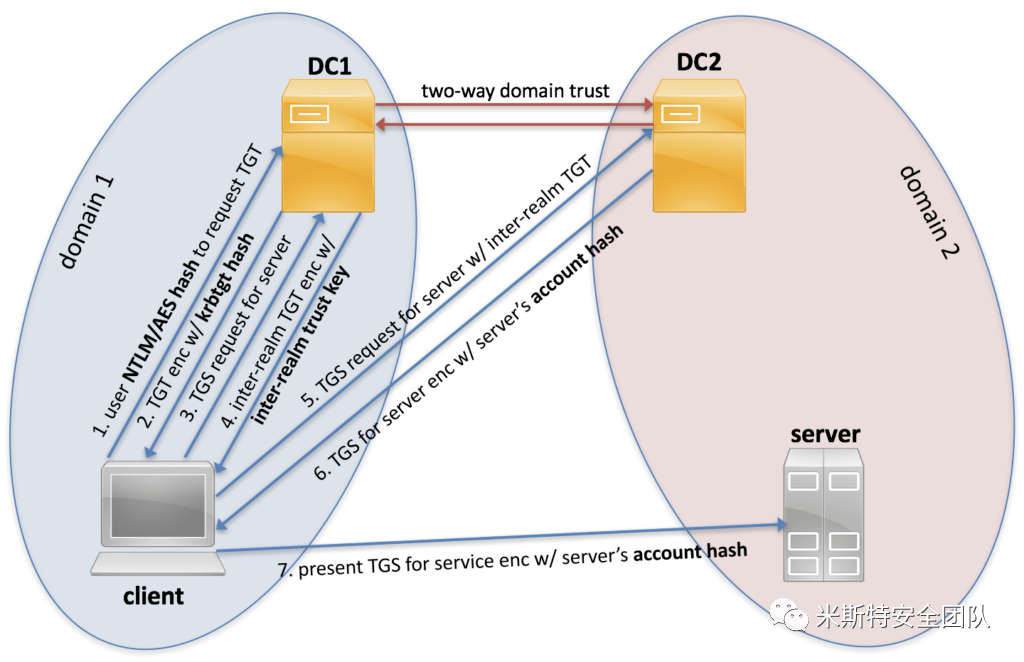 DC1
DC2
two-way domain trust
domain 1
domain 2
1. user NTLM/AES hash to request TGT
2. TGT enc w/ krbtgt hash
3. TGS request for server
4. inter-realm TGT enc w/
inter-realm trust key
5. TGS request for server w/ inter-realm TGT
6. TGS for server enc w/ server's account hash
server
7. present TGS for service enc w/ server's account hash
client
米斯特安全团队